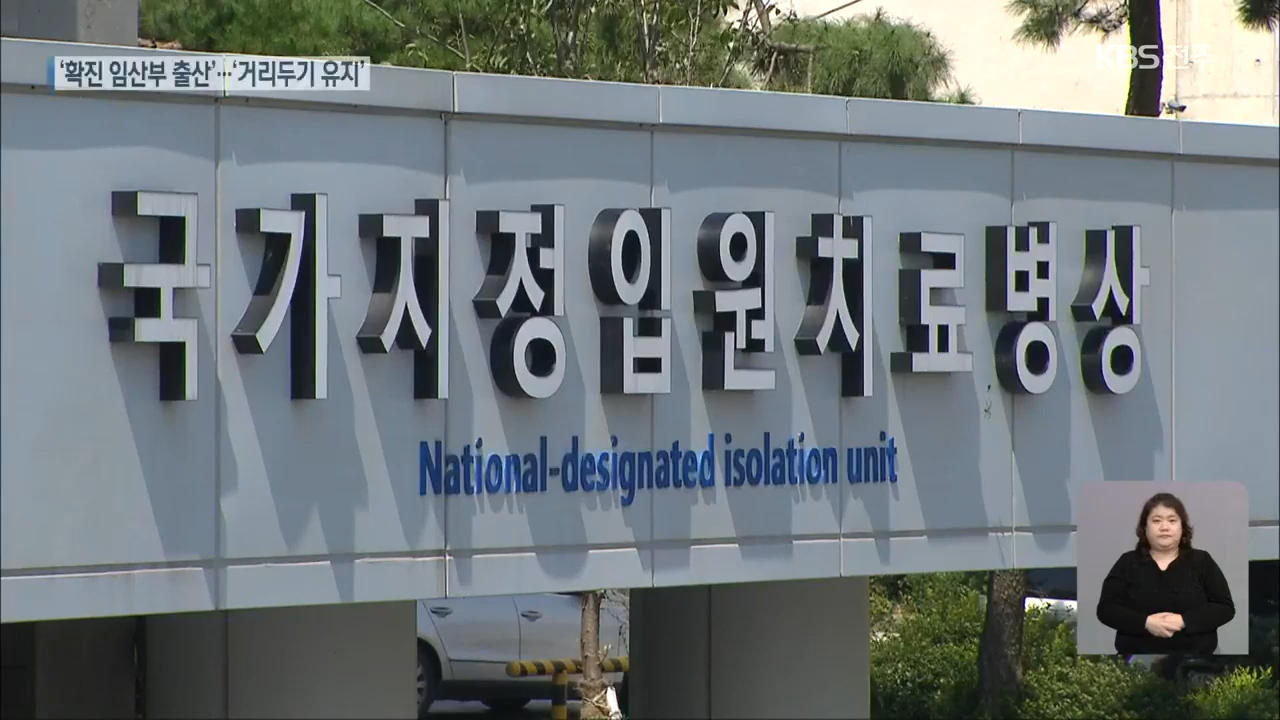 ‘확진 임산부 출산’…‘거리두기 유지’
KBS 전주
국가지정입원치료병상
National-designated isolation unit